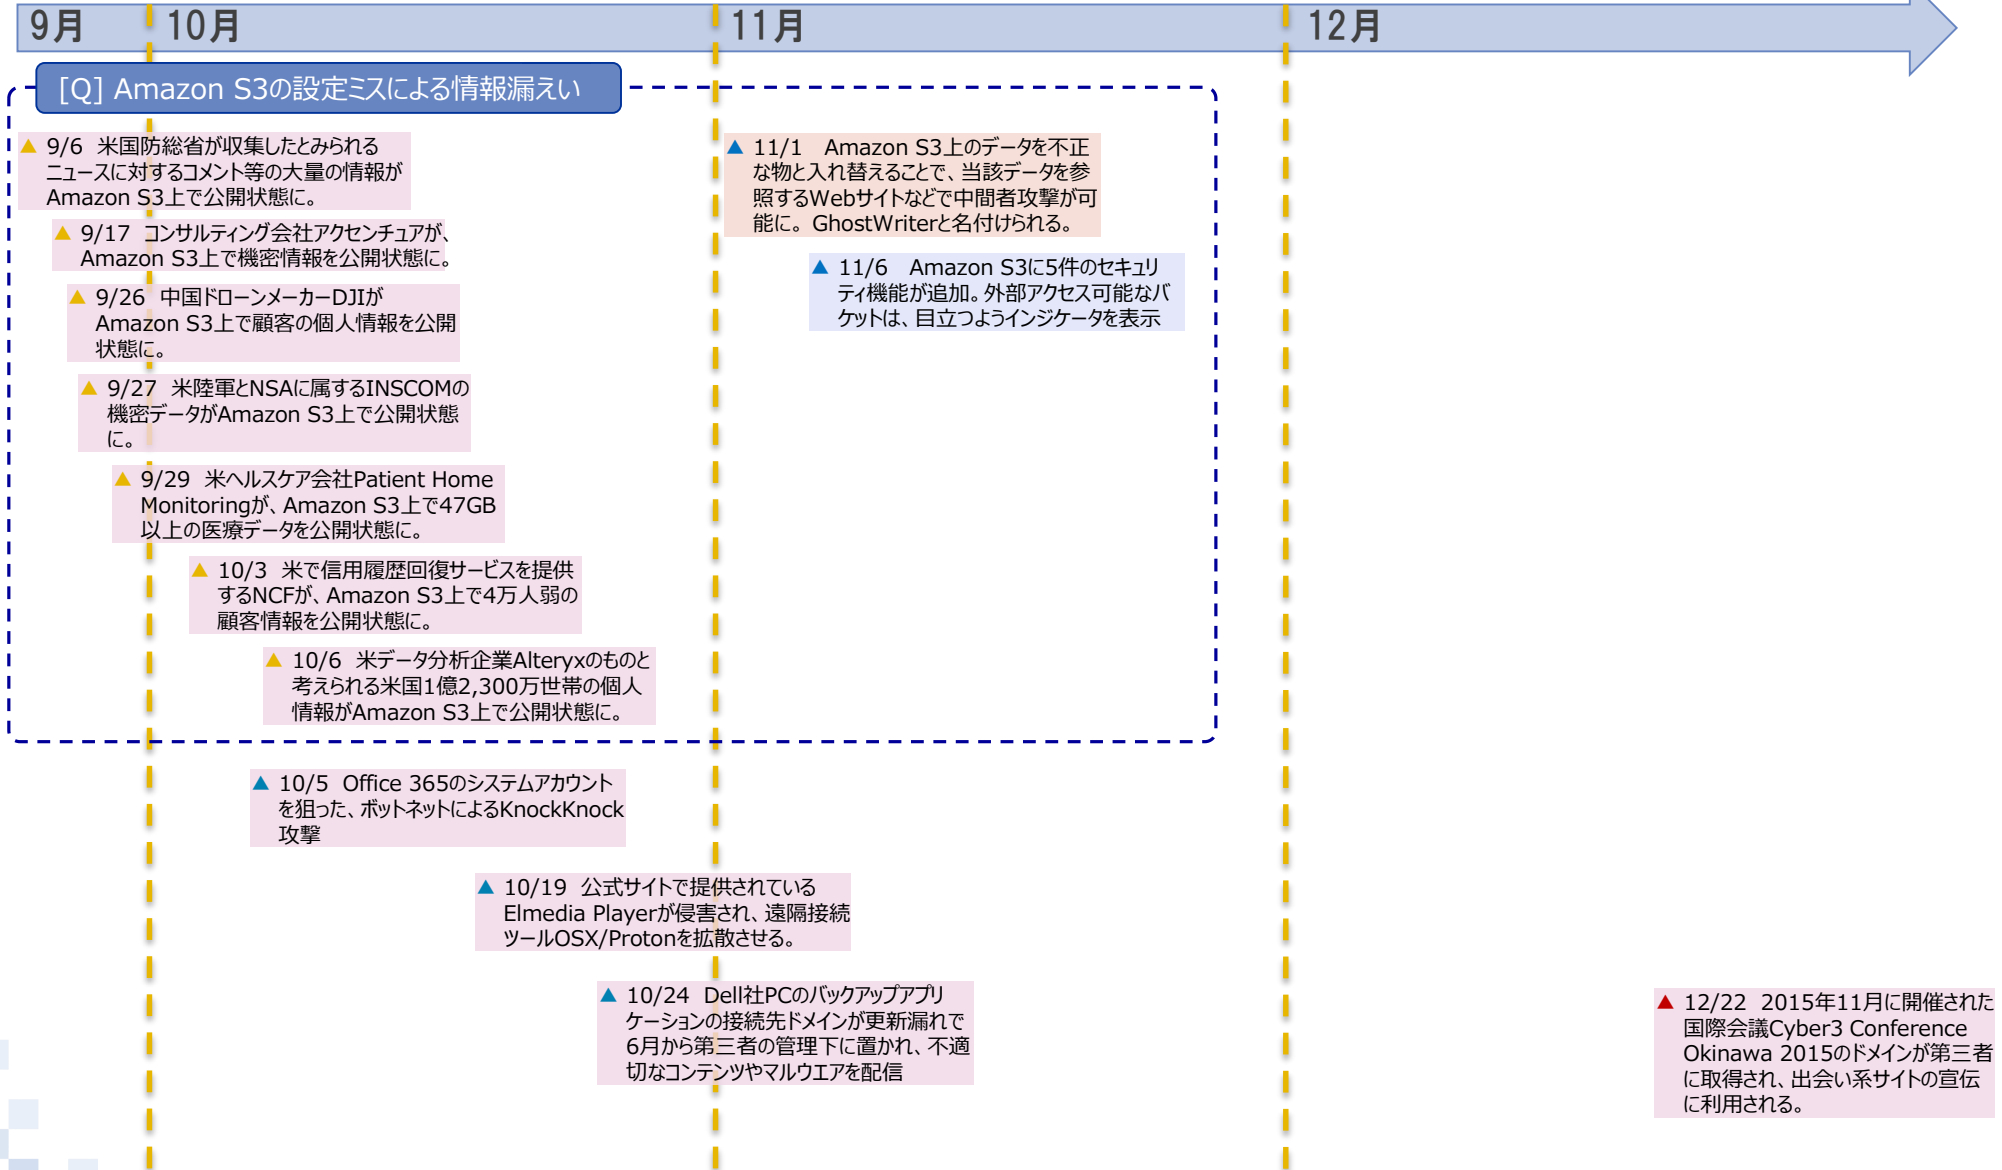 9月
10月
11月
12月
[Q] Amazon S3の設定ミスによる情報漏えい
▲ 9/6 米国防総省が収集したとみられる
ニュースに対するコメント等の大量の情報が
Amazon S3上で公開状態に。
▲ 9/17 コンサルティング会社アクセンチュアが、
Amazon S3上で機密情報を公開状態に。
▲ 9/26 中国ドローンメーカーDJIが
Amazon S3上で顧客の個人情報を公開
状態に。
▲ 9/27 米陸軍とNSAに属するINSCOMの
機密データがAmazon S3上で公開状態
に。
▲ 9/29 米ヘルスケア会社Patient Home
Monitoringが、Amazon S3上で47GB
以上の医療データを公開状態に。
▲ 10/3 米で信用履歴回復サービスを提供
するNCFが、Amazon S3上で4万人弱の
顧客情報を公開状態に。
▲ 10/6 米データ分析企業Alteryxのものと
考えられる米国1億2,300万世帯の個人
情報がAmazon S3上で公開状態に。
▲ 11/1 Amazon S3上のデータを不正
な物と入れ替えることで、当該データを参
照するWebサイトなどで中間者攻撃が可
能に。GhostWriterと名付けられる。
▲ 11/6 Amazon S3に5件のセキュリ
ティ機能が追加。外部アクセス可能なバ
ケットは、目立つようインジケータを表示
▲ 10/5 Office 365のシステムアカウント
を狙った、ボットネットによるKnockKnock
攻撃
▲ 10/19 公式サイトで提供されている
Elmedia Playerが侵害され、遠隔接続
ツールOSX/Protonを拡散させる。
▲ 10/24 Dell社PCのバックアップアプリ
ケーションの接続先ドメインが更新漏れで
6月から第三者の管理下に置かれ、不適
切なコンテンツやマルウエアを配信
▲ 12/22 2015年11月に開催された
国際会議Cyber3 Conference
Okinawa 2015のドメインが第三者
に取得され、出会い系サイトの宣伝
に利用される。